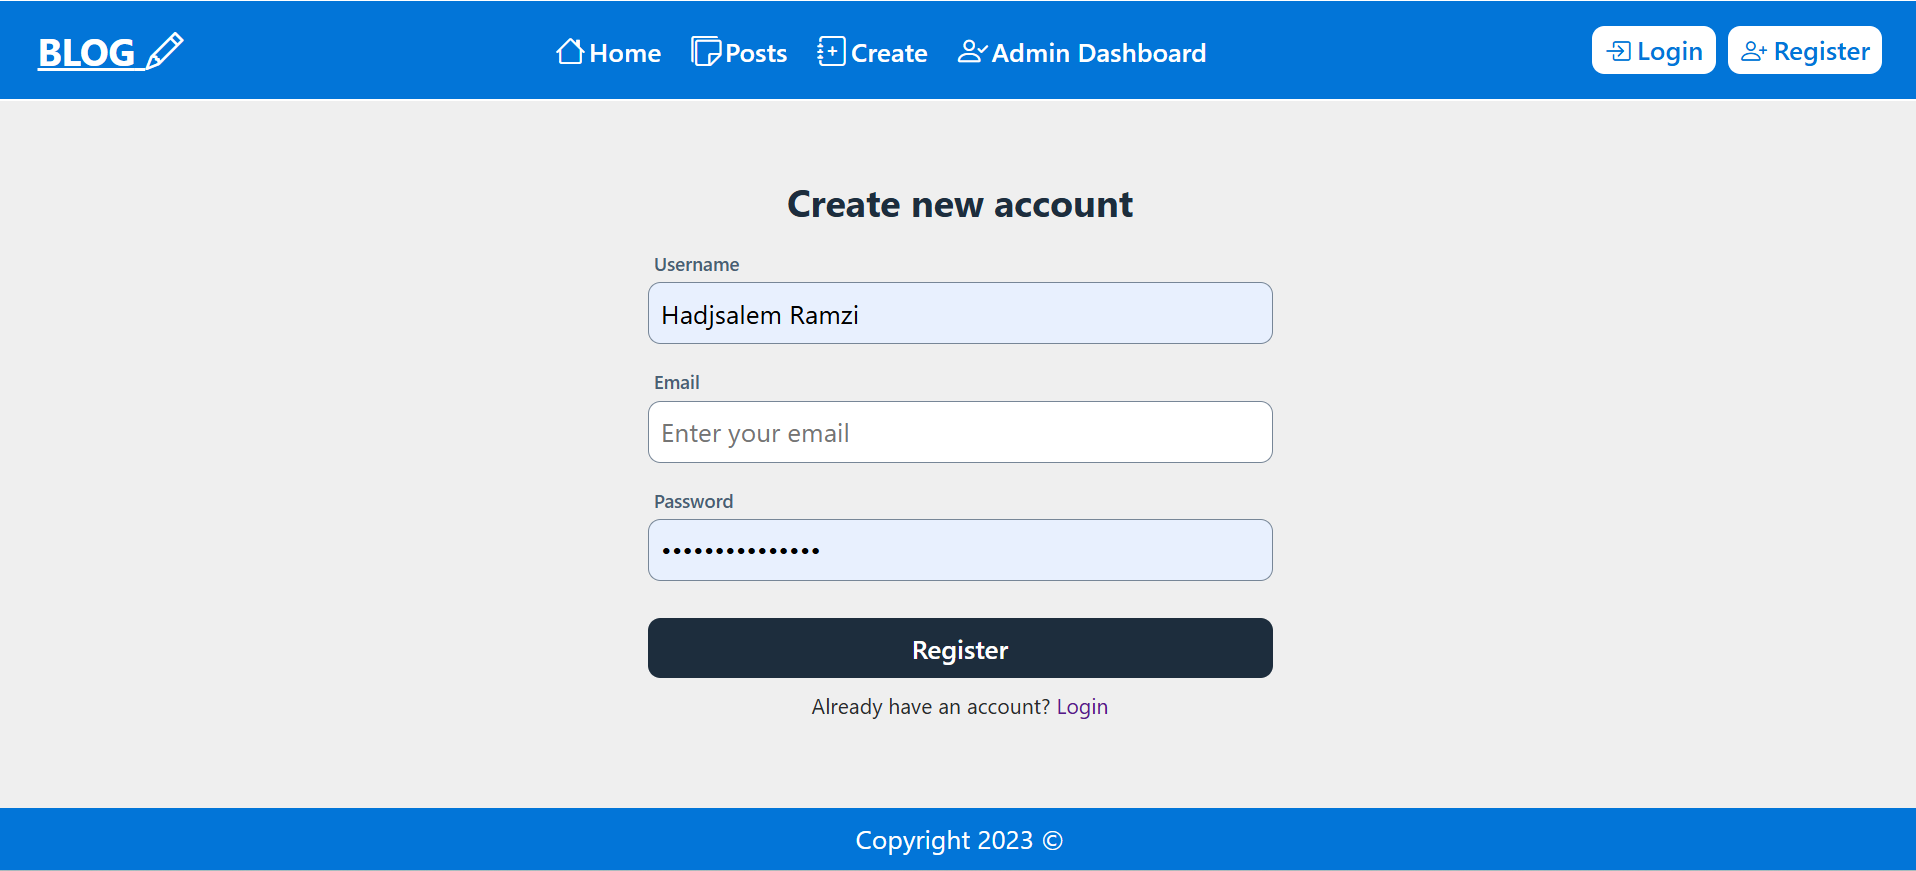 BLOG
Home Posts Create Admin Dashboard
Login Register
Create new account
Username
Hadjsalem Ramzi
Email
Enter your email
Password
•••••••••••••••
Register
Already have an account? Login
Copyright 2023 ©